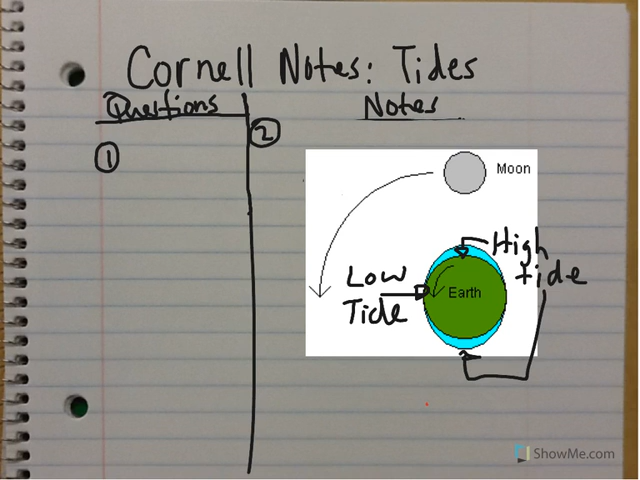 Cornell Notes: Tides
Questions
Notes
①
②
Moon
High
tide
Low
Tide
Earth
ShowMe.com